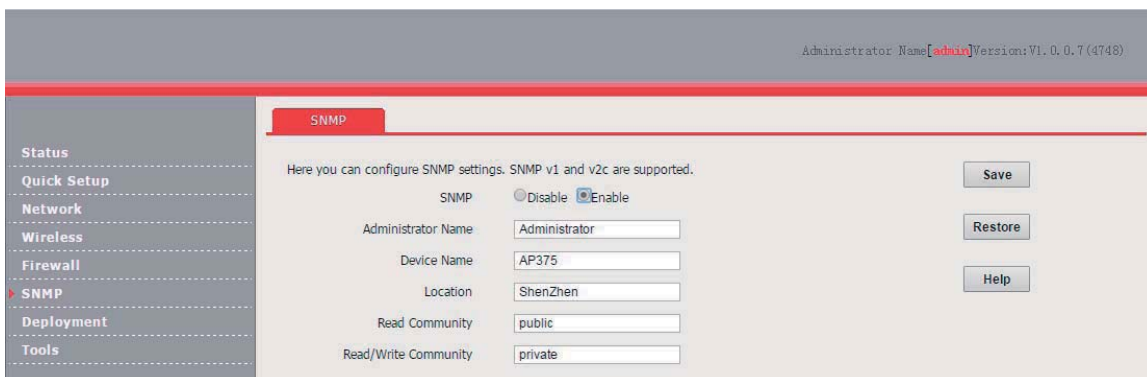 Administrator Name[admin]Version:V1.0.0.7(4748)
SNMP
Status
Quick Setup
Network
Wireless
Firewall
SNMP
Deployment
Tools
Here you can configure SNMP settings. SNMP v1 and v2c are supported.
SNMP Disable Enable
Administrator Name Administrator
Device Name AP375
Location ShenZhen
Read Community public
Read/Write Community private
Save
Restore
Help